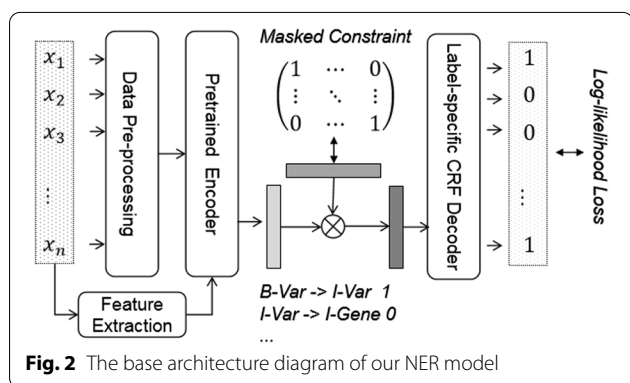 x₁
x₂
x₃
⋮
xₙ
Data Pre-processing
Feature
Extraction
Pretrained Encoder
Masked Constraint
1 ⋯ 0
⋮ ⋱ ⋮
0 ⋯ 1
⊗
B-Var -> I-Var 1
I-Var -> I-Gene 0
...
Label-specific
CRF Decoder
1
0
0
⋮
1
Log-likelihood Loss
Fig. 2 The base architecture diagram of our NER model